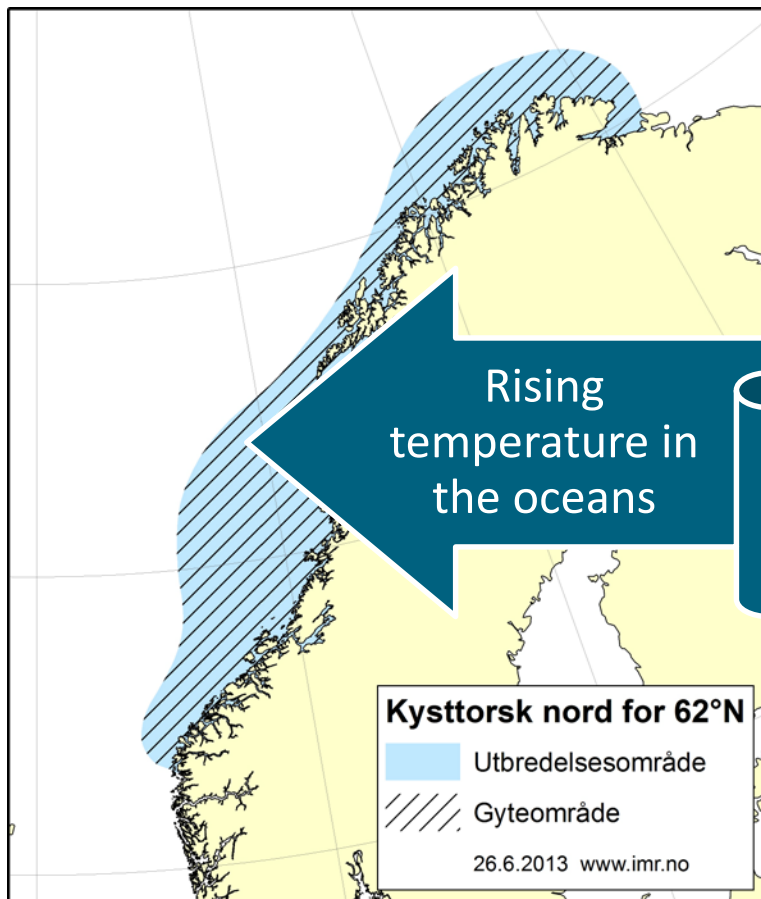 Rising
temperature in
the oceans
Kysttorsk nord for 62°N
Utbredelsesområde
Gyteområde
26.6.2013 www.imr.no